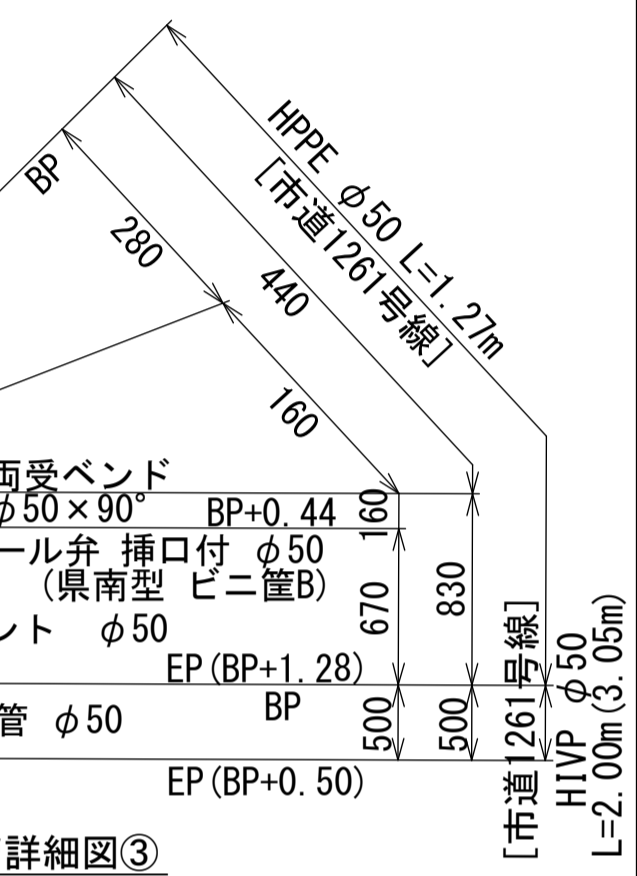 HPPE φ50 L=1.27m
[市道1261号線]
BP
280
440
160
両受ベンド
φ50×90°
BP+0.44
160
ール弁 挿口付 φ50
(県南型 ビニ筺B)
670
830
ント φ50
EP(BP+1.28)
BP
管 φ50
500
500
EP(BP+0.50)
[市道1261号線]
HIVP φ50
L=2.00m(3.05m)
詳細図③